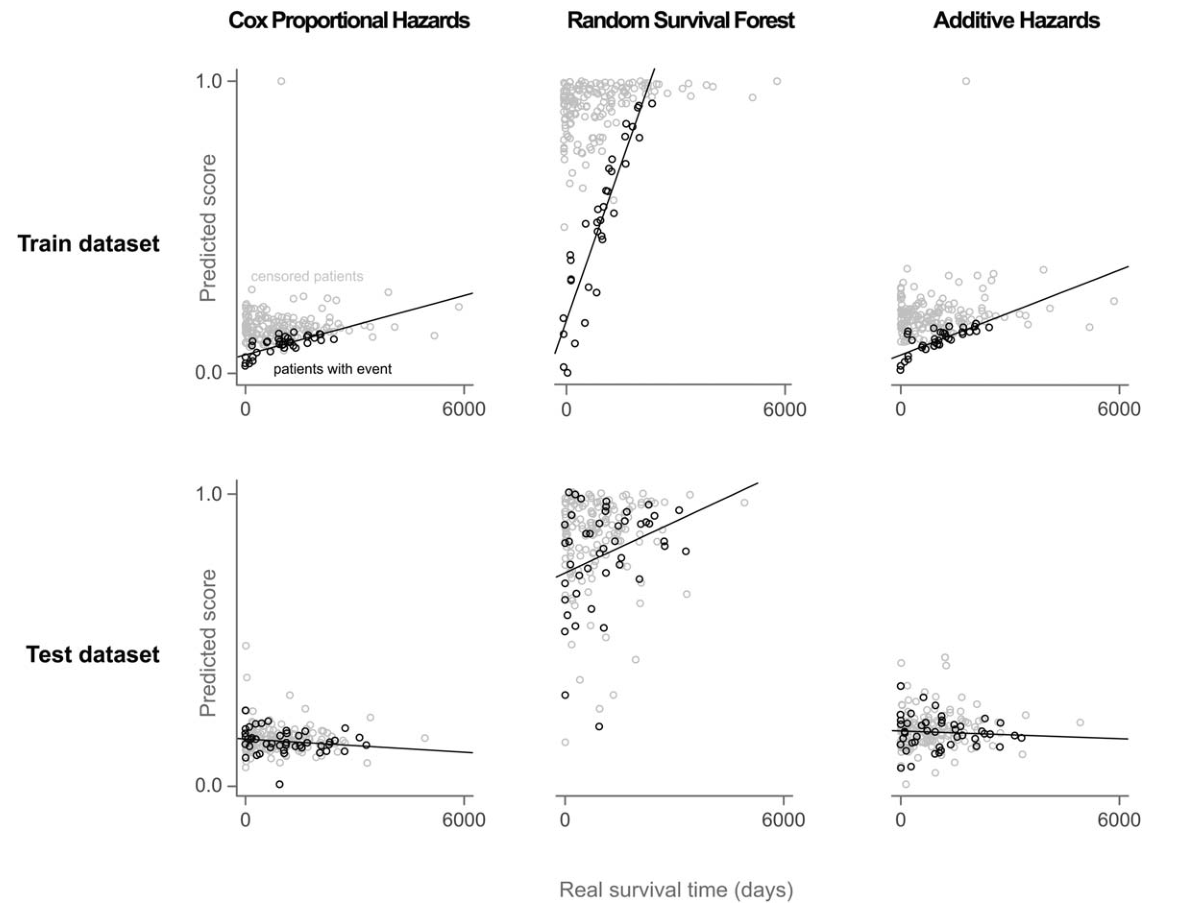 Cox Proportional Hazards
Random Survival Forest
Additive Hazards
Train dataset
Predicted score
1.0
0.0
censored patients
patients with event
0
6000
0
6000
0
6000
Test dataset
Predicted score
1.0
0.0
0
6000
0
6000
0
6000
Real survival time (days)